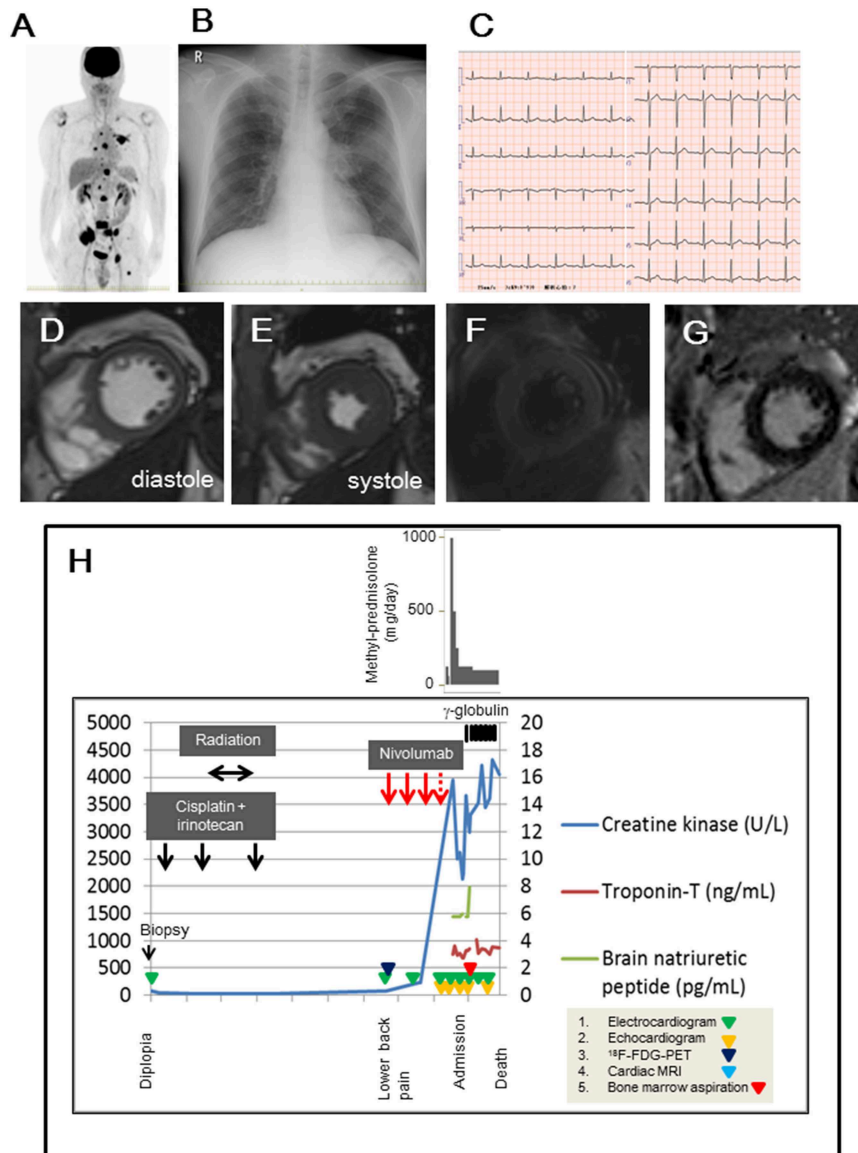 A
B
C
R
D
E
F
G
diastole
systole
H
Methyl-prednisolone
(mg/day)
1000
500
0
γ-globulin
5000
4500
4000
3500
3000
2500
2000
1500
1000
500
0
20
18
16
14
12
10
8
6
4
2
0
Radiation
Cisplatin +
irinotecan
Nivolumab
Biopsy
Creatine kinase (U/L)
Troponin-T (ng/mL)
Brain natriuretic
peptide (pg/mL)
Diplopia
Lower back
pain
Admission
Death
1. Electrocardiogram
2. Echocardiogram
3. ¹⁸F-FDG-PET
4. Cardiac MRI
5. Bone marrow aspiration